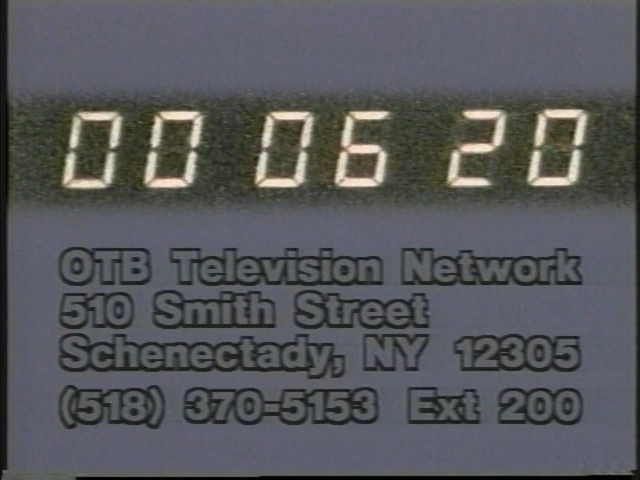 00 06 20
OTB Television Network
510 Smith Street
Schenectady, NY 12305
(518) 370-5153 Ext 200